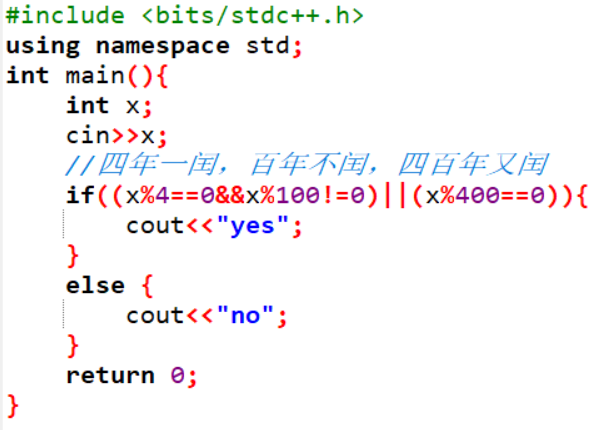 #include <bits/stdc++.h>
using namespace std;
int main(){
    int x;
    cin>>x;
    //四年一闰，百年不闰，四百年又闰
    if((x%4==0&&x%100!=0)||(x%400==0)){
        cout<<"yes";
    }
    else {
        cout<<"no";
    }
    return 0;
}